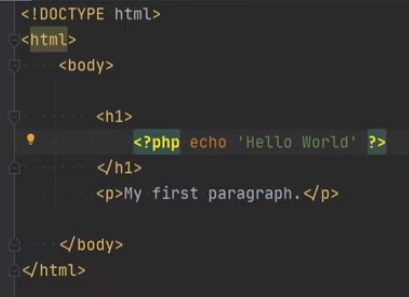 <!DOCTYPE html>
<html>
<body>
<h1>
<?php echo 'Hello World' ?>
</h1>
<p>My first paragraph.</p>
</body>
</html>